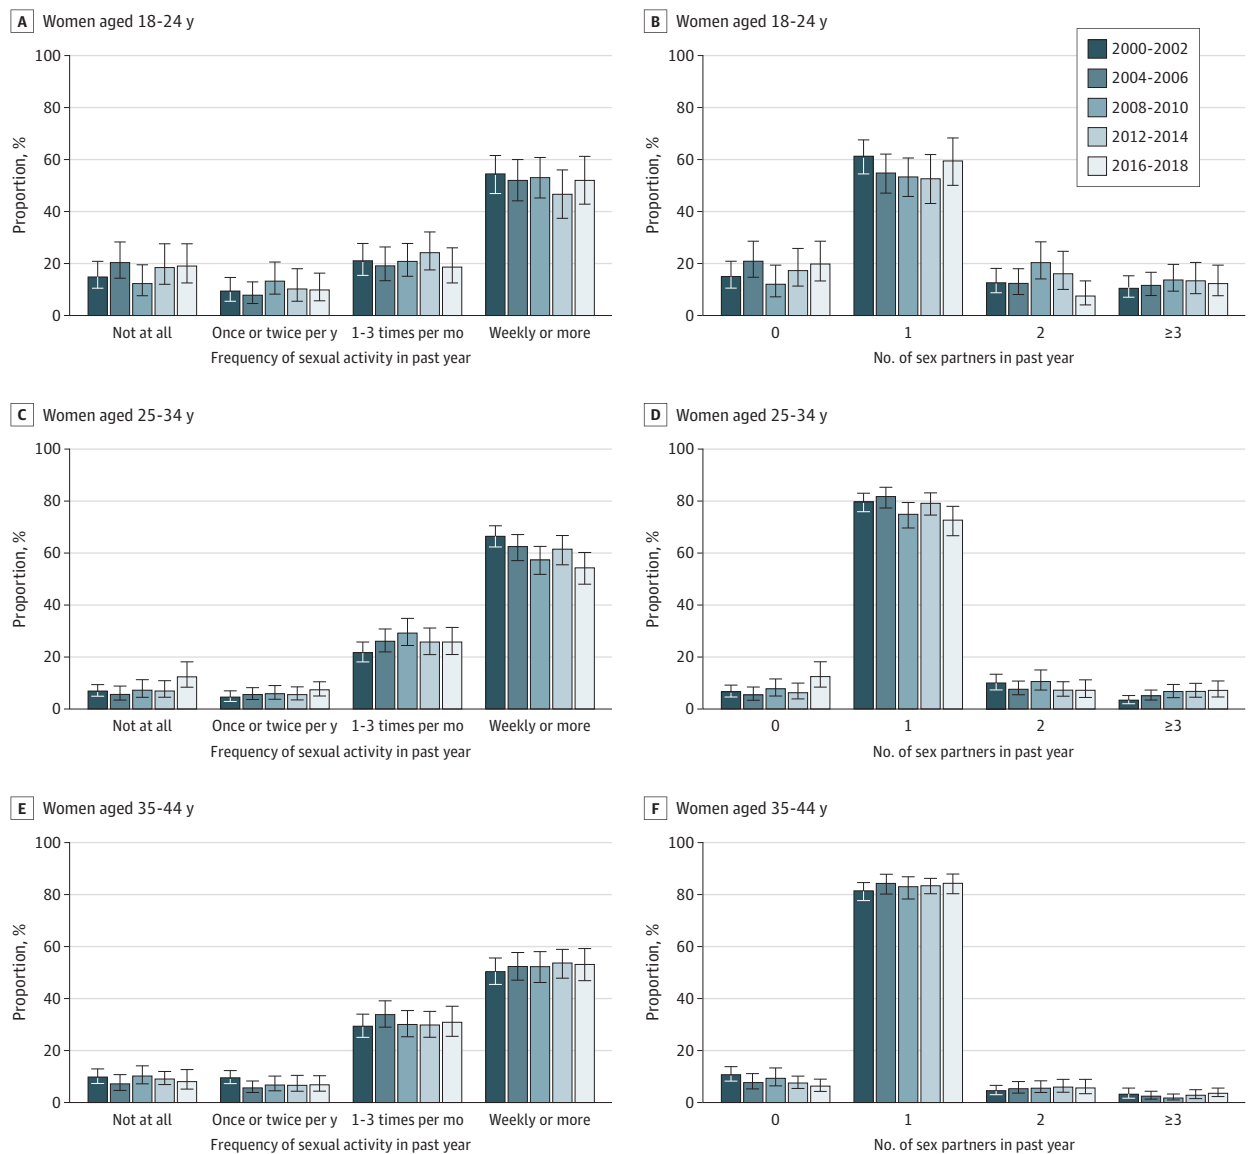 A Women aged 18-24 y
100
80
60
40
20
0
Proportion, %
Not at all Once or twice per y 1-3 times per mo Weekly or more
Frequency of sexual activity in past year
B Women aged 18-24 y
2000-2002
2004-2006
2008-2010
2012-2014
2016-2018
100
80
60
40
20
0
Proportion, %
0 1 2 ≥3
No. of sex partners in past year
C Women aged 25-34 y
100
80
60
40
20
0
Proportion, %
Not at all Once or twice per y 1-3 times per mo Weekly or more
Frequency of sexual activity in past year
D Women aged 25-34 y
100
80
60
40
20
0
Proportion, %
0 1 2 ≥3
No. of sex partners in past year
E Women aged 35-44 y
100
80
60
40
20
0
Proportion, %
Not at all Once or twice per y 1-3 times per mo Weekly or more
Frequency of sexual activity in past year
F Women aged 35-44 y
100
80
60
40
20
0
Proportion, %
0 1 2 ≥3
No. of sex partners in past year